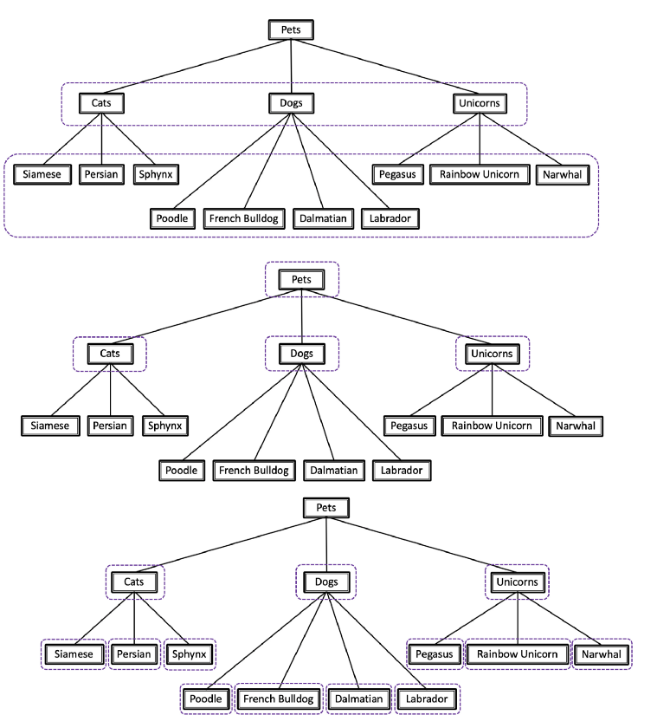 Pets
Cats Dogs Unicorns
Siamese Persian Sphynx Pegasus Rainbow Unicorn Narwhal
Poodle French Bulldog Dalmatian Labrador
Pets
Cats Dogs Unicorns
Siamese Persian Sphynx Pegasus Rainbow Unicorn Narwhal
Poodle French Bulldog Dalmatian Labrador
Pets
Cats Dogs Unicorns
Siamese Persian Sphynx Pegasus Rainbow Unicorn Narwhal
Poodle French Bulldog Dalmatian Labrador